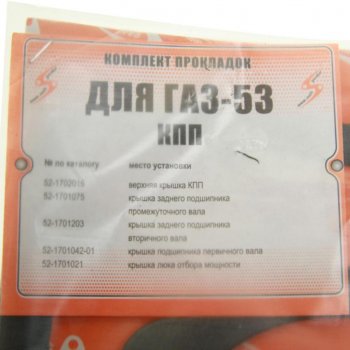 КОМПЛЕКТ ПРОКЛАДОК
ДЛЯ ГАЗ-53
КПП
№ по каталогу место установки
52-1702016 верхняя крышка КПП
52-1701075 крышка заднего подшипника
промежуточного вала
52-1701203 крышка заднего подшипника
вторичного вала
52-1701042-01 крышка подшипника первичного вала
52-1701021 крышка люка отбора мощности